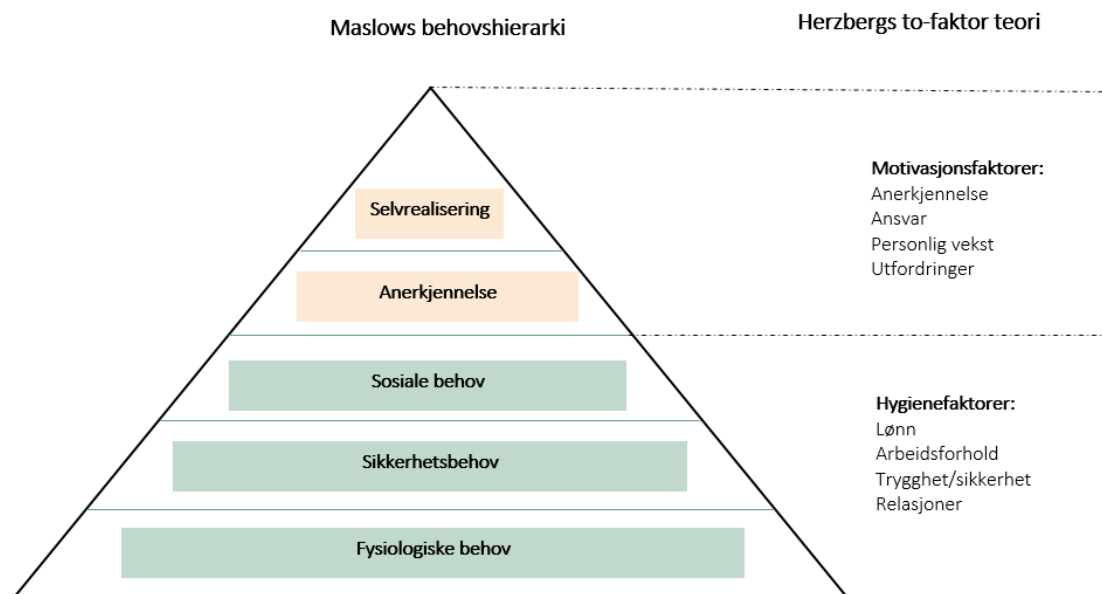 Maslows behovshierarki
Herzbergs to-faktor teori
Selvrealisering
Anerkjennelse
Sosiale behov
Sikkerhetsbehov
Fysiologiske behov
Motivasjonsfaktorer:
Anerkjennelse
Ansvar
Personlig vekst
Utfordringer
Hygienefaktorer:
Lønn
Arbeidsforhold
Trygghet/sikkerhet
Relasjoner